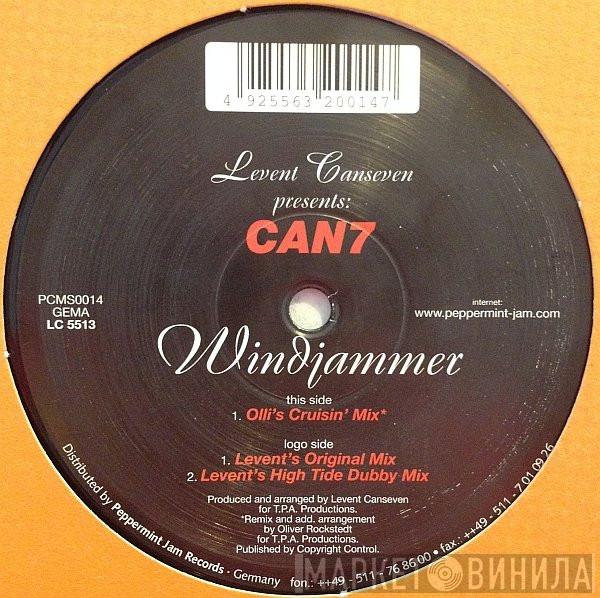 4 925563 200147
Levent Canseven
presents:
CAN7
PCMS0014
GEMA
LC 5513
internet:
www.peppermint-jam.com
Windjammer
this side
1. Olli's Cruisin' Mix*
logo side
1. Levent's Original Mix
2. Levent's High Tide Dubby Mix
Produced and arranged by Levent Canseven
for T.P.A. Productions.
*Remix and add. arrangement
by Oliver Rockstedt
for T.P.A. Productions.
Published by Copyright Control.
Distributed by Peppermint Jam Records - Germany fon.: ++49 - 511 - 76 86 00 • fax.: ++49 - 511 - 7 01 09 26
МАРКЕТ ВИНИЛА